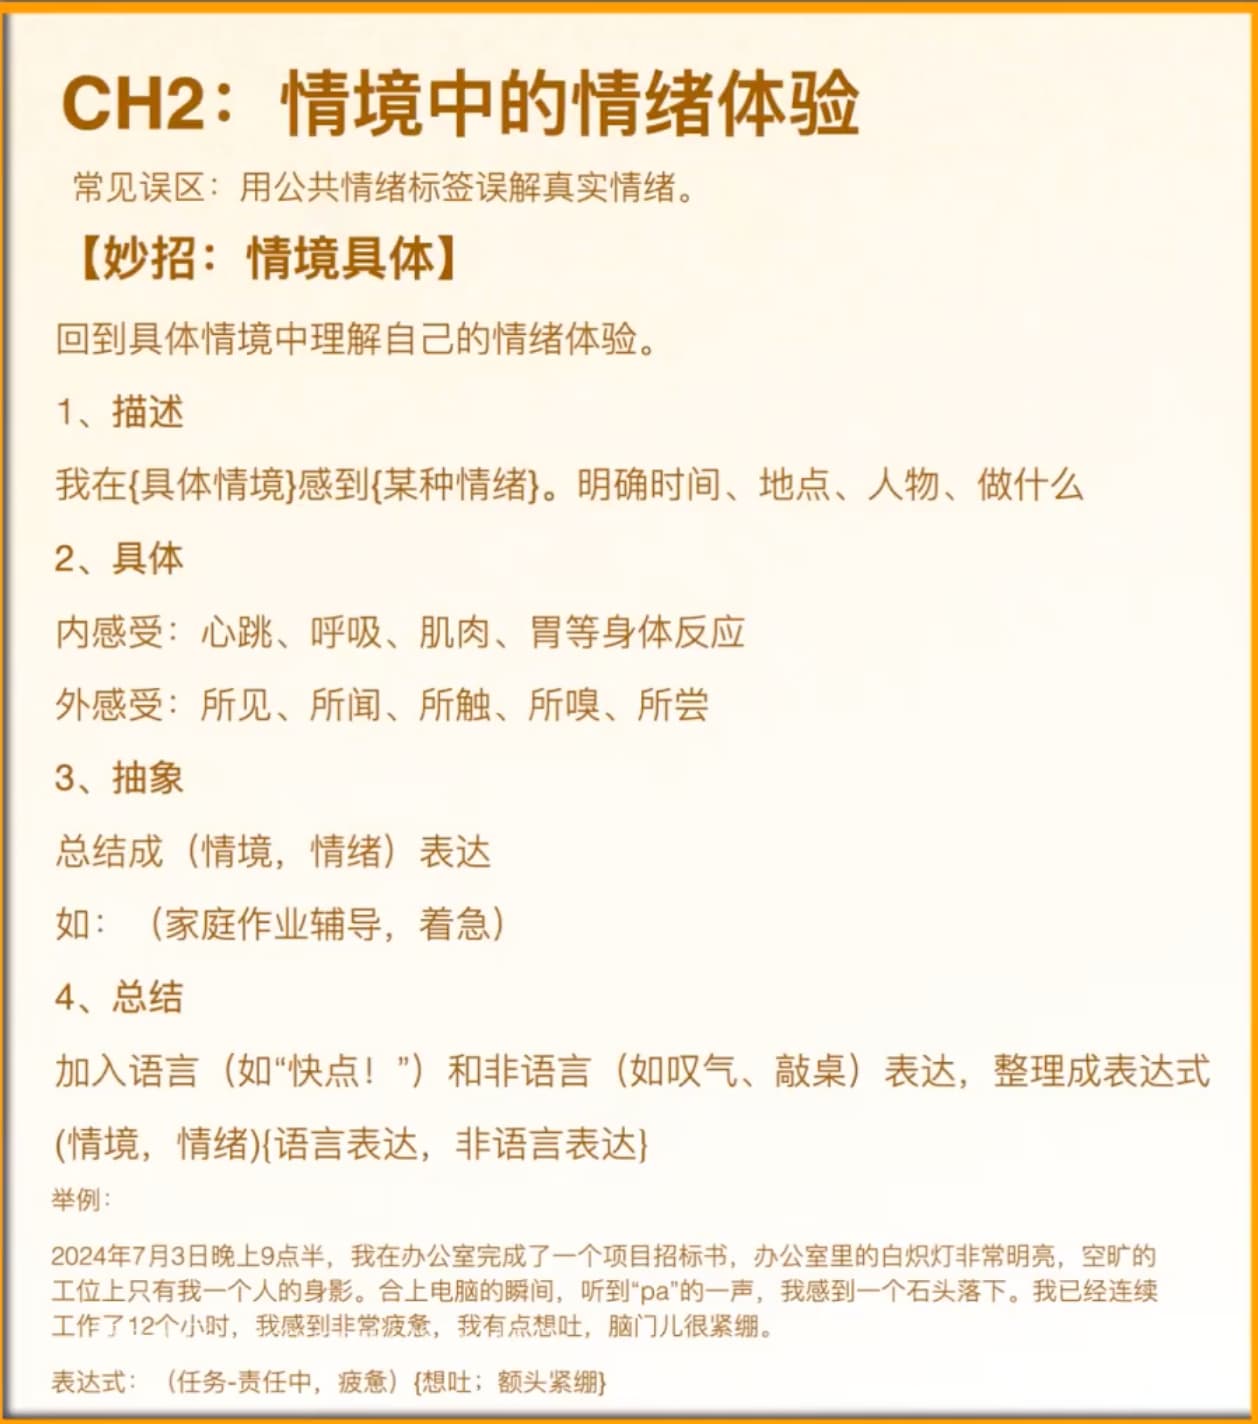 CH2：情境中的情绪体验
常见误区：用公共情绪标签误解真实情绪。
【妙招：情境具体】
回到具体情境中理解自己的情绪体验。
1、描述
我在{具体情境}感到{某种情绪}。明确时间、地点、人物、做什么
2、具体
内感受：心跳、呼吸、肌肉、胃等身体反应
外感受：所见、所闻、所触、所嗅、所尝
3、抽象
总结成（情境，情绪）表达
如：（家庭作业辅导，着急）
4、总结
加入语言（如“快点！”）和非语言（如叹气、敲桌）表达，整理成表达式
(情境，情绪){语言表达，非语言表达}
举例：
2024年7月3日晚上9点半，我在办公室完成了一个项目招标书，办公室里的白炽灯非常明亮，空旷的
工位上只有我一个人的身影。合上电脑的瞬间，听到“pa”的一声，我感到一个石头落下。我已经连续
工作了12个小时，我感到非常疲惫，我有点想吐，脑门儿很紧绷。
表达式：（任务-责任中，疲惫）{想吐；额头紧绷}